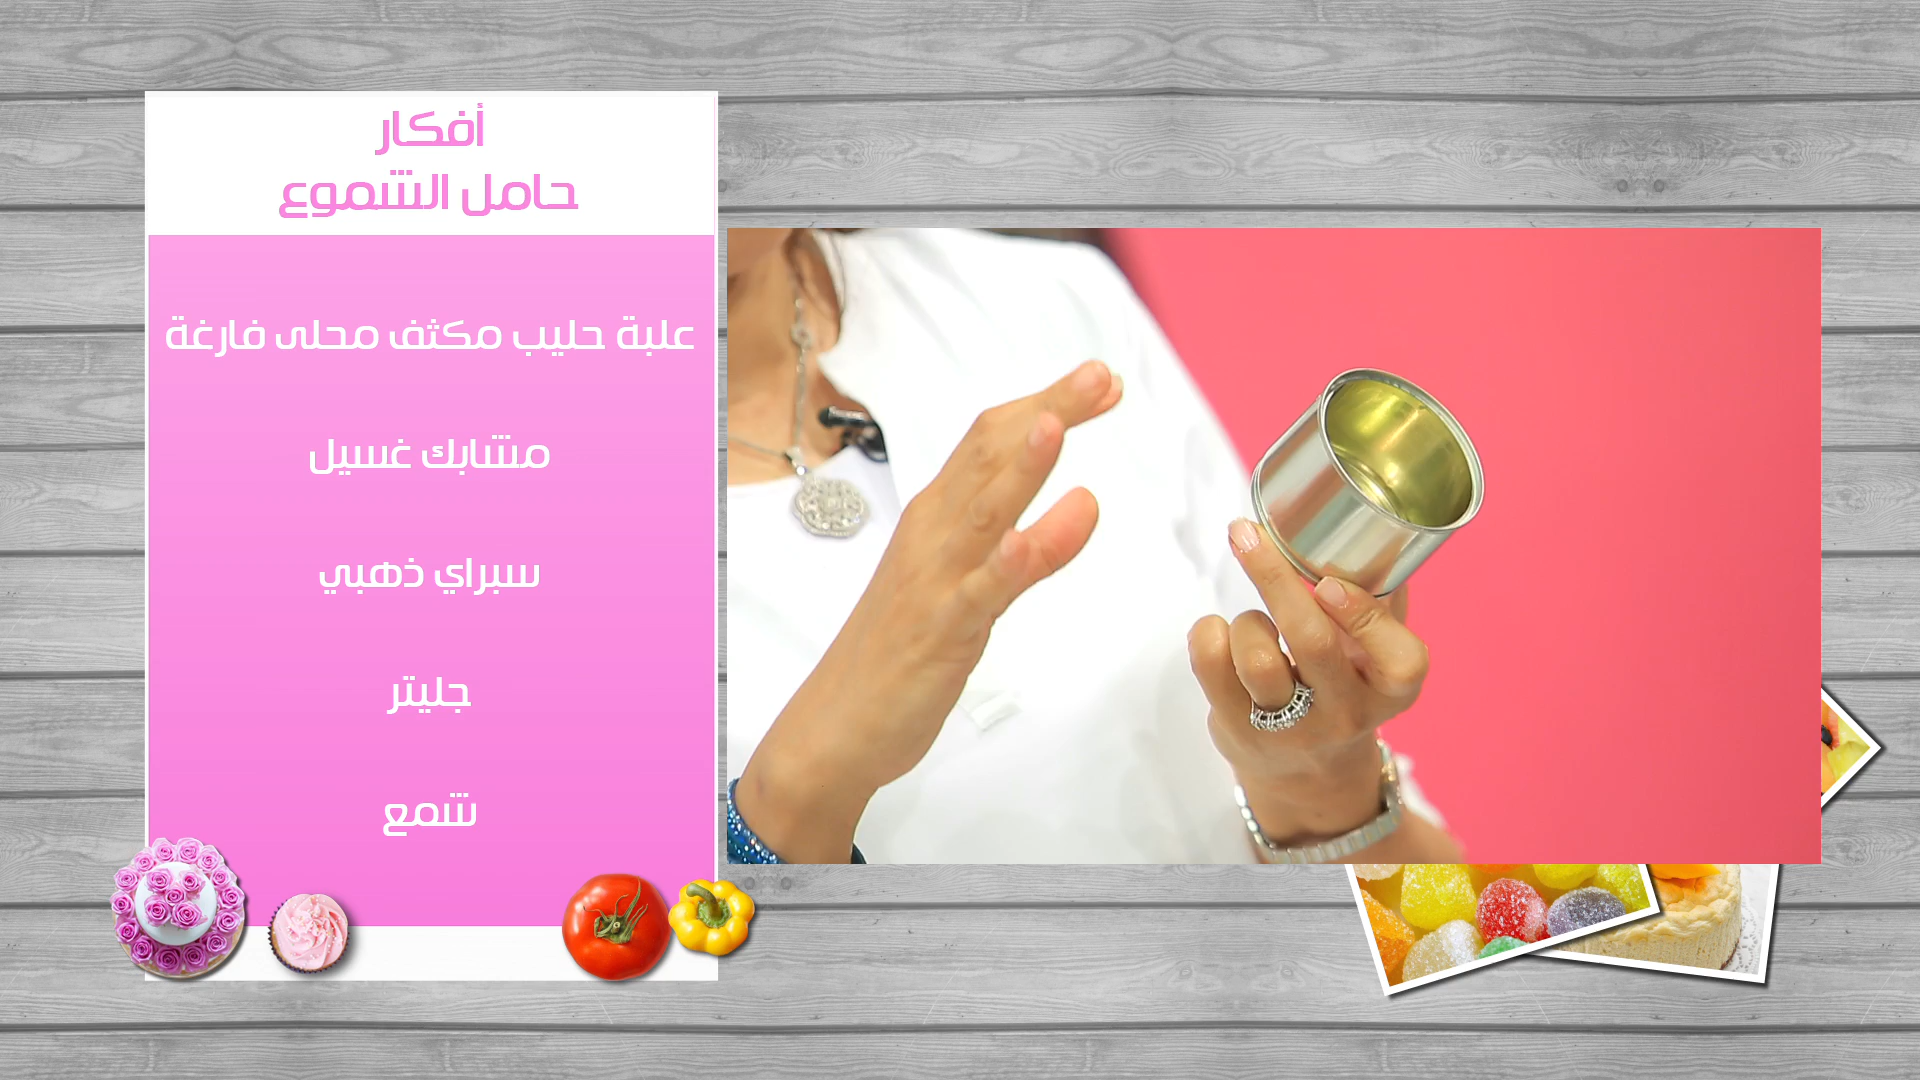 أفكار
حامل الشموع
علبة حليب مكثف محلى فارغة
مشابك غسيل
سبراي ذهبي
جليتر
شمع